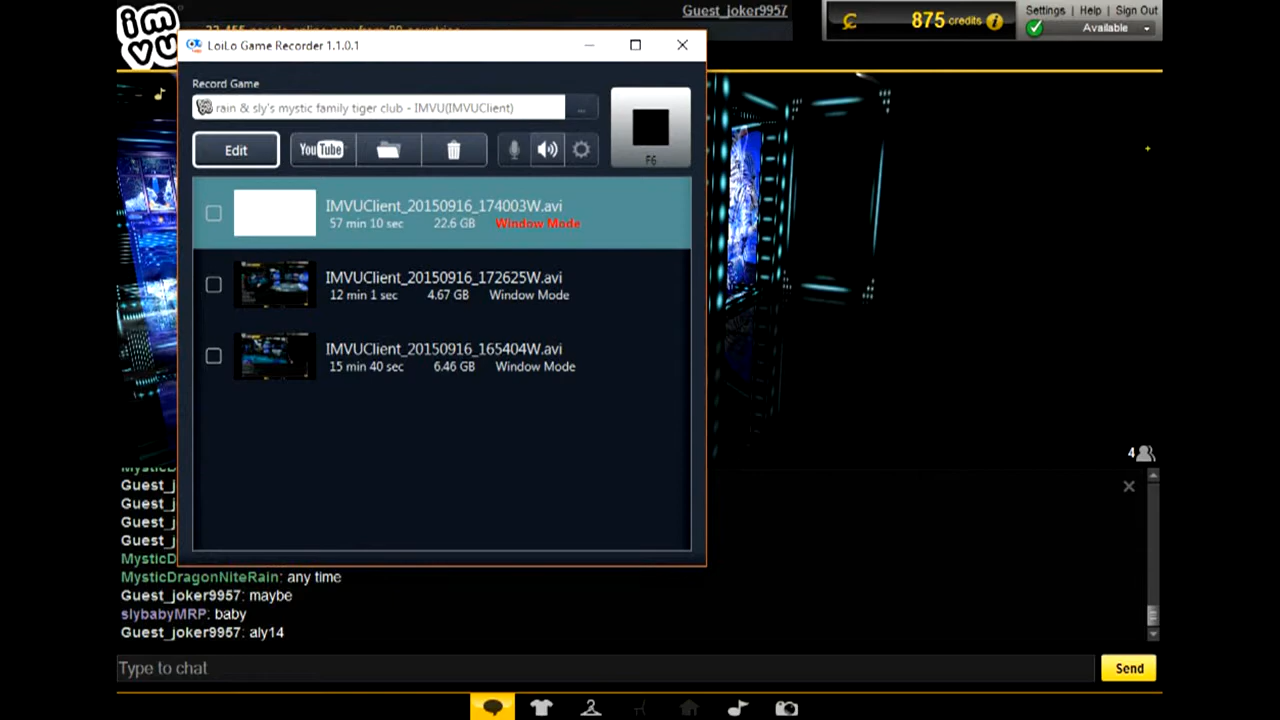 imvu
Guest_joker9957
875 credits
Settings | Help | Sign Out
Available
LoiLo Game Recorder 1.1.0.1
Record Game
rain & sly's mystic family tiger club - IMVU(IMVUClient)
...
Edit
YouTube
F6
IMVUClient_20150916_174003W.avi
57 min 10 sec 22.6 GB Window Mode
IMVUClient_20150916_172625W.avi
12 min 1 sec 4.67 GB Window Mode
IMVUClient_20150916_165404W.avi
15 min 40 sec 6.46 GB Window Mode
4
Guest_j
Guest_j
Guest_j
Guest_j
MysticD
MysticDragonNiteRain: any time
Guest_joker9957: maybe
slybabyMRP: baby
Guest_joker9957: aly14
Type to chat
Send